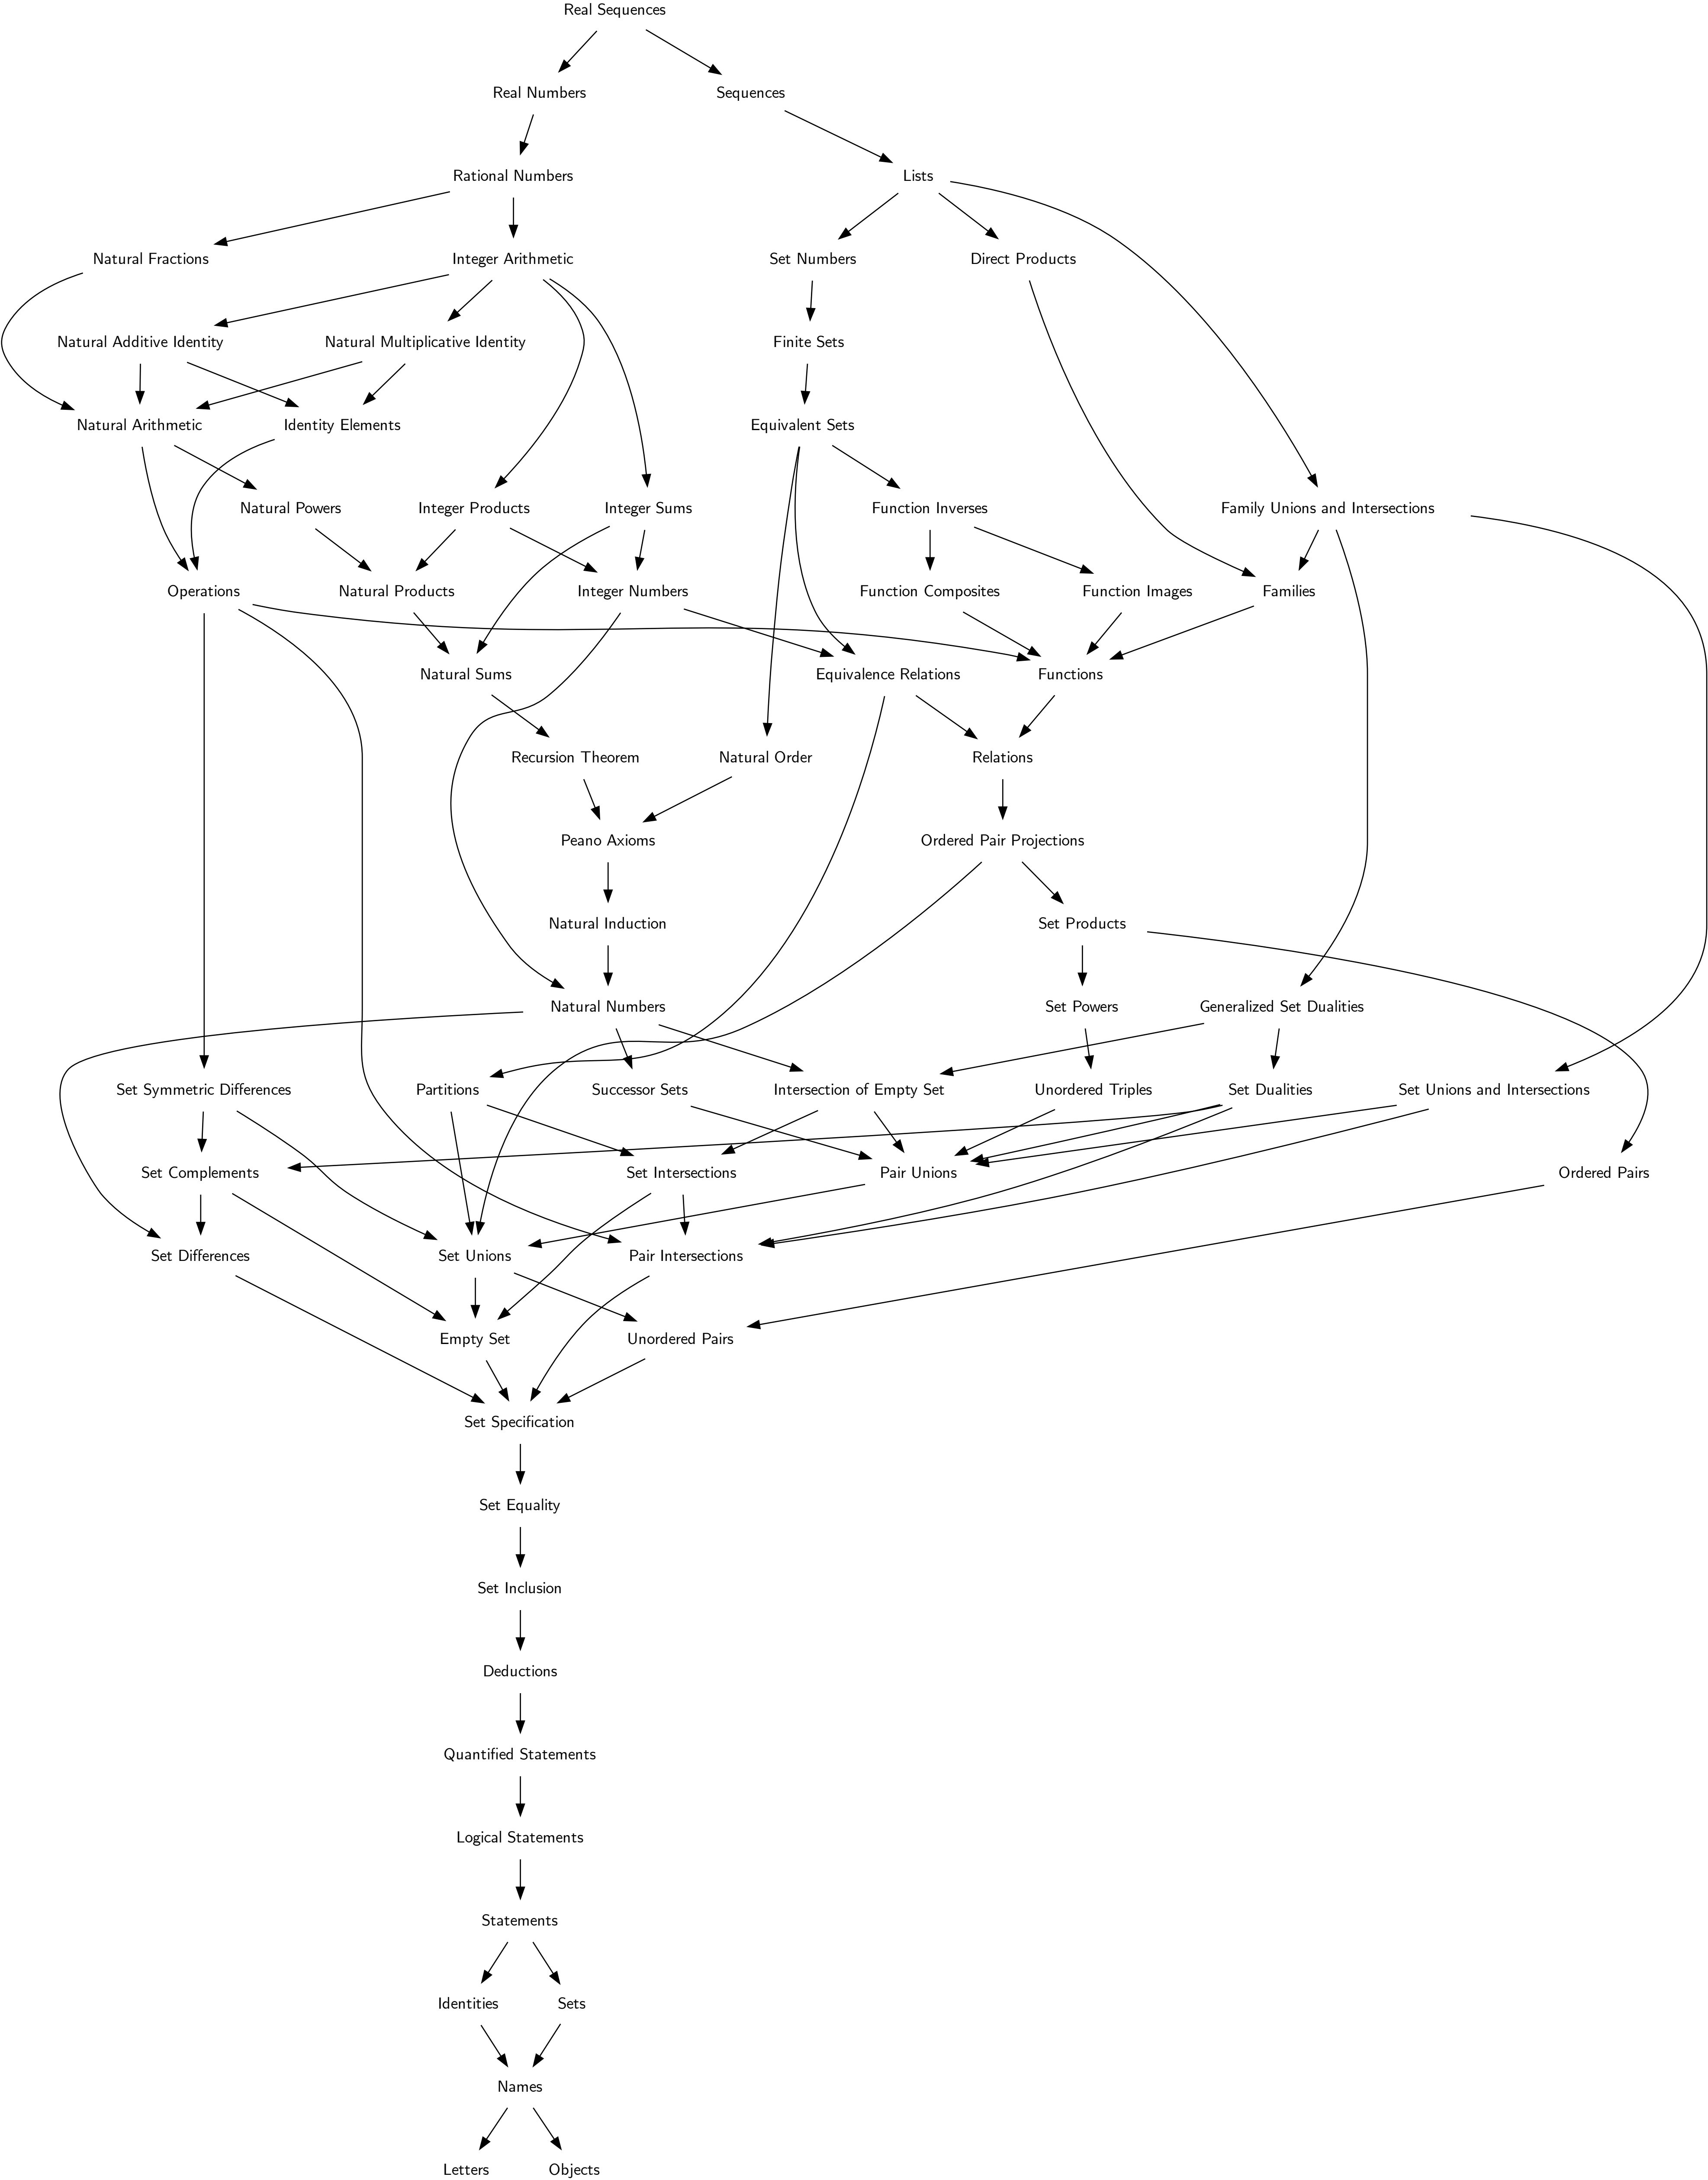 Real Sequences
Real Numbers
Sequences
Rational Numbers
Lists
Natural Fractions
Integer Arithmetic
Set Numbers
Direct Products
Natural Additive Identity
Natural Multiplicative Identity
Finite Sets
Natural Arithmetic
Identity Elements
Equivalent Sets
Natural Powers
Integer Products
Integer Sums
Function Inverses
Family Unions and Intersections
Operations
Natural Products
Integer Numbers
Function Composites
Function Images
Families
Natural Sums
Equivalence Relations
Functions
Recursion Theorem
Natural Order
Relations
Peano Axioms
Ordered Pair Projections
Natural Induction
Set Products
Natural Numbers
Set Powers
Generalized Set Dualities
Set Symmetric Differences
Partitions
Successor Sets
Intersection of Empty Set
Unordered Triples
Set Dualities
Set Unions and Intersections
Set Complements
Set Intersections
Pair Unions
Ordered Pairs
Set Differences
Set Unions
Pair Intersections
Empty Set
Unordered Pairs
Set Specification
Set Equality
Set Inclusion
Deductions
Quantified Statements
Logical Statements
Statements
Identities
Sets
Names
Letters
Objects